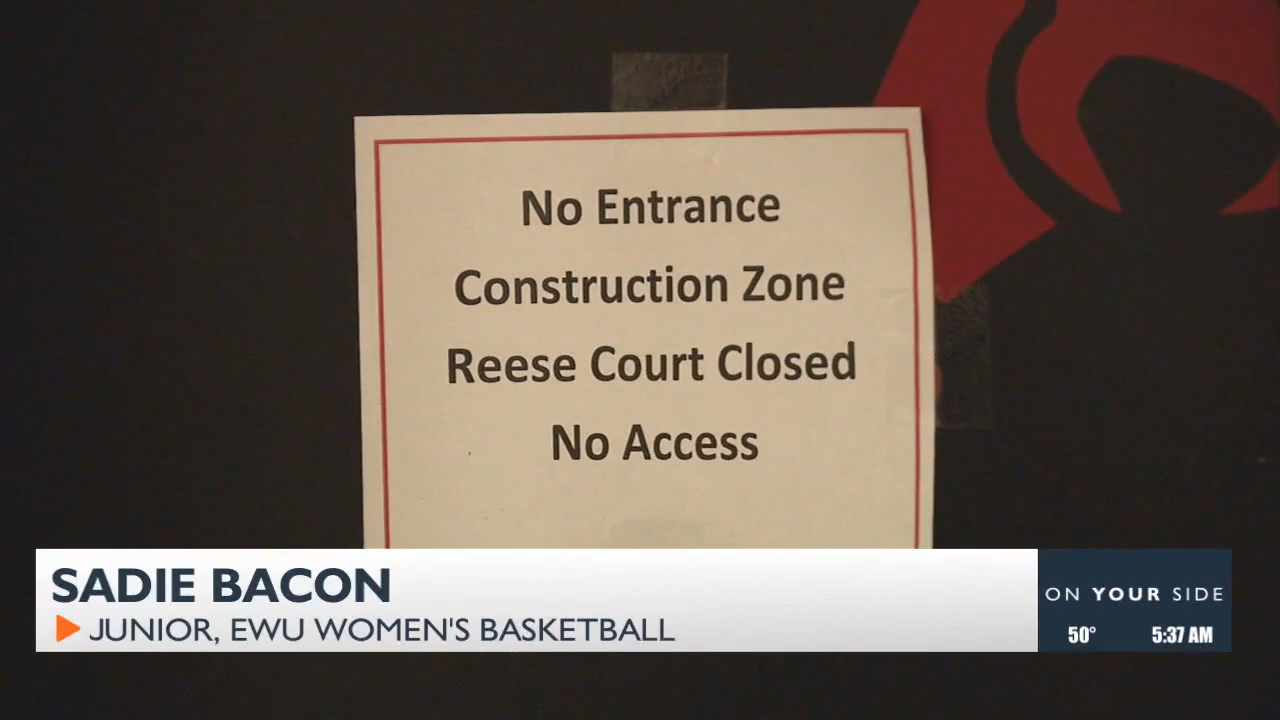 No Entrance
Construction Zone
Reese Court Closed
No Access
SADIE BACON
JUNIOR, EWU WOMEN'S BASKETBALL
ON YOUR SIDE
50° 5:37 AM